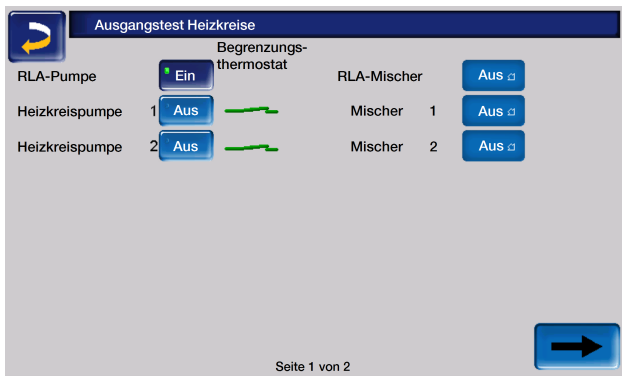 Ausgangstest Heizkreise
Begrenzungs-
thermostat
RLA-Pumpe Ein RLA-Mischer Aus
Heizkreispumpe 1 Aus Mischer 1 Aus
Heizkreispumpe 2 Aus Mischer 2 Aus
Seite 1 von 2